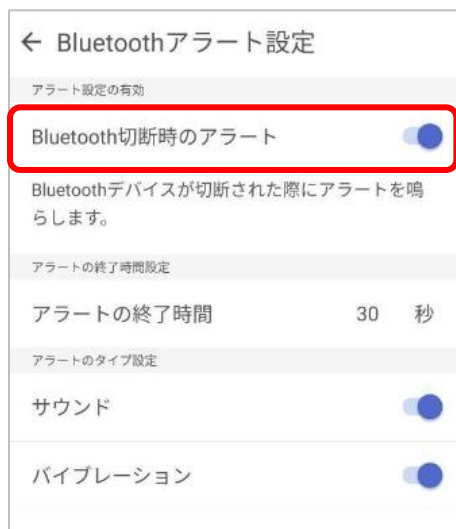 ← Bluetoothアラート設定
アラート設定の有効
Bluetooth切断時のアラート
Bluetoothデバイスが切断された際にアラートを鳴
らします。
アラートの終了時間設定
アラートの終了時間 30 秒
アラートのタイプ設定
サウンド
バイブレーション